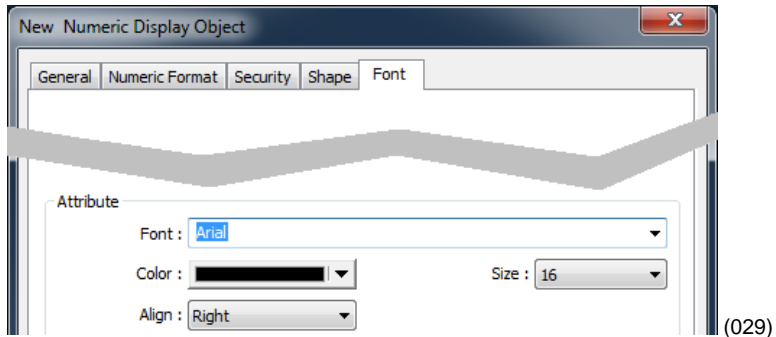 New Numeric Display Object
General Numeric Format Security Shape Font
Attribute
Font : Arial
Color : Size : 16
Align : Right
(029)